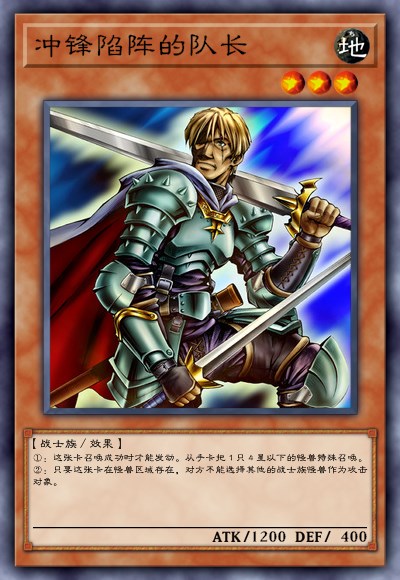 冲锋陷阵的队长
地
【战士族/效果】
①：这张卡召唤成功时才能发动。从手卡把1只4星以下的怪兽特殊召唤。
②：只要这张卡在怪兽区域存在，对方不能选择其他的战士族怪兽作为攻击
对象。
ATK/1200 DEF/ 400